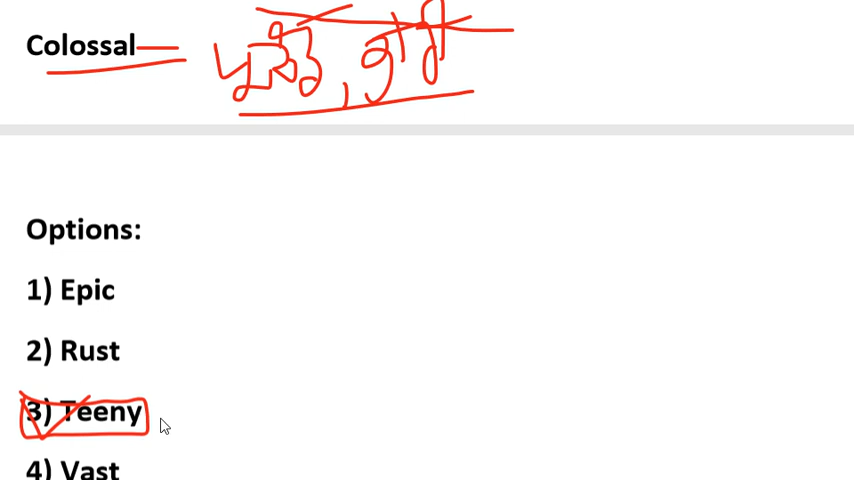 Colossal
Options:
1) Epic
2) Rust
3) Teeny
4) Vast